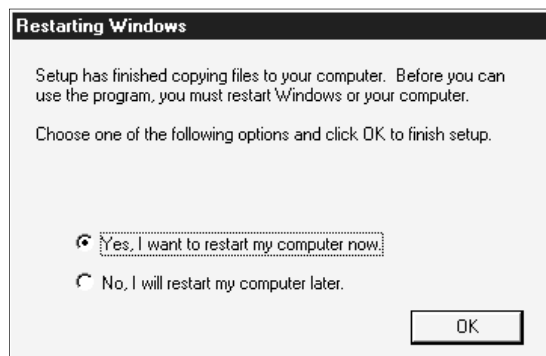 Restarting Windows
Setup has finished copying files to your computer.  Before you can
use the program, you must restart Windows or your computer.
Choose one of the following options and click OK to finish setup.
Yes, I want to restart my computer now.
No, I will restart my computer later.
OK